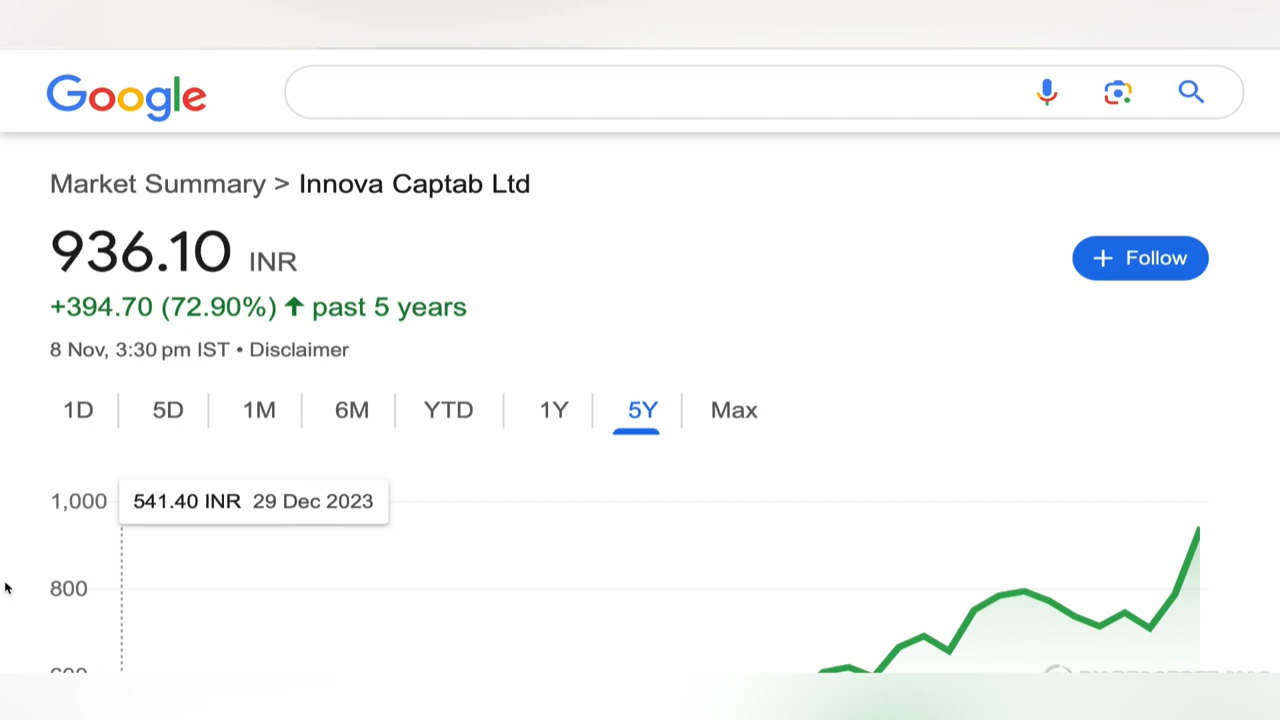 Google
Market Summary > Innova Captab Ltd
936.10 INR
+ Follow
+394.70 (72.90%) ↑ past 5 years
8 Nov, 3:30 pm IST • Disclaimer
1D 5D 1M 6M YTD 1Y 5Y Max
1,000
541.40 INR 29 Dec 2023
800